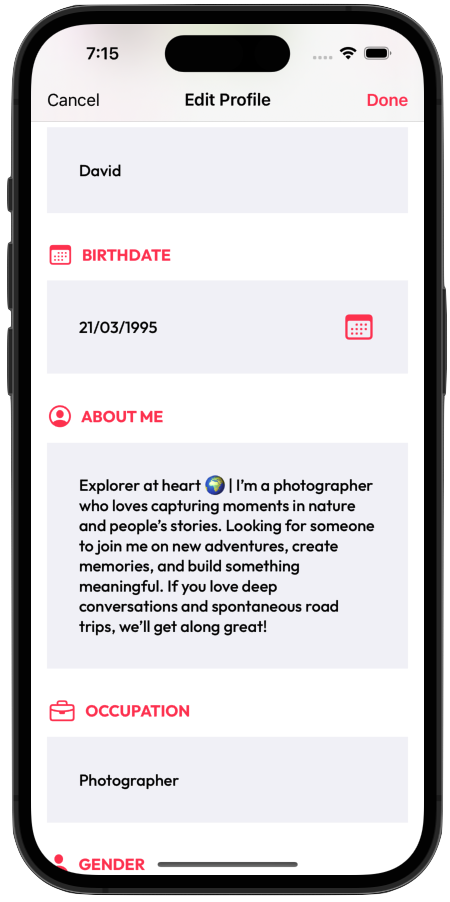 7:15
Cancel Edit Profile Done
David
BIRTHDATE
21/03/1995
ABOUT ME
Explorer at heart 🌍 | I’m a photographer
who loves capturing moments in nature
and people’s stories. Looking for someone
to join me on new adventures, create
memories, and build something
meaningful. If you love deep
conversations and spontaneous road
trips, we’ll get along great!
OCCUPATION
Photographer
GENDER